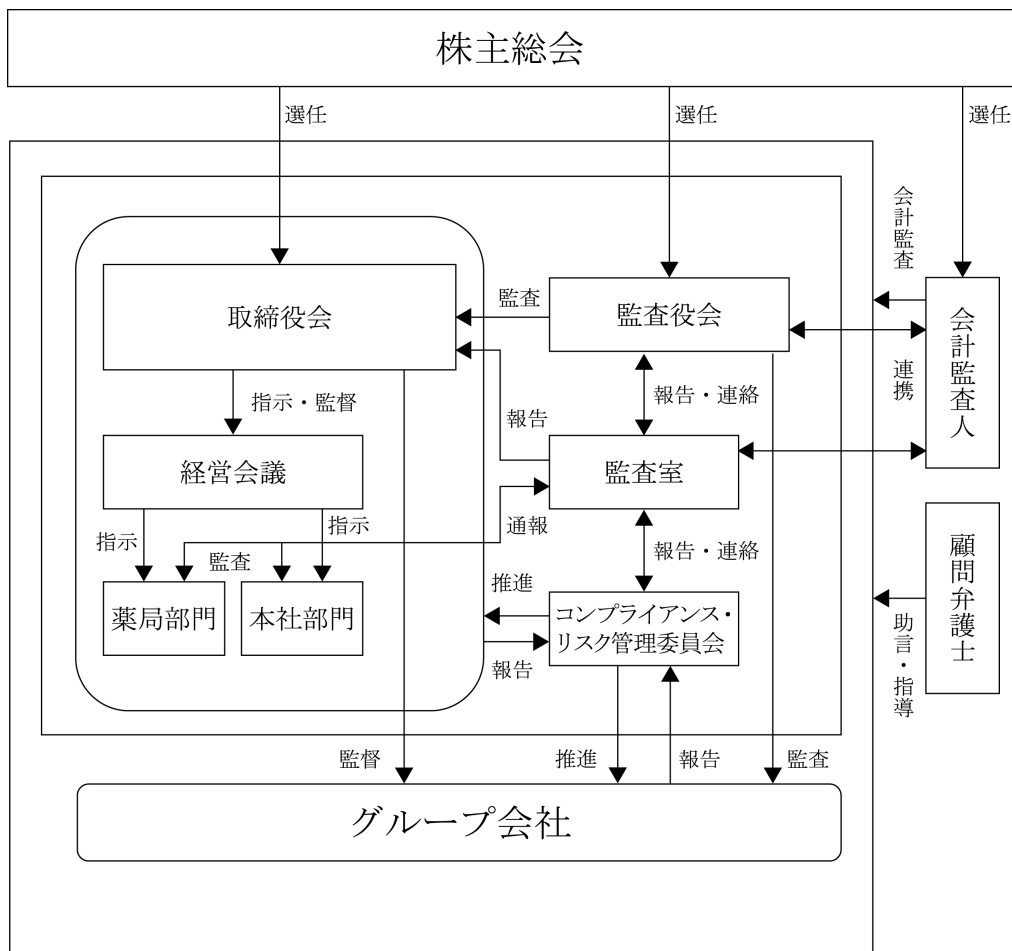 株主総会
選任
選任
選任
会計監査
取締役会
監査
監査役会
会計監査人
連携
指示・監督
報告・連絡
報告
経営会議
監査室
指示
指示
監査
通報
報告・連絡
薬局部門
本社部門
推進
報告
コンプライアンス・
リスク管理委員会
顧問弁護士
助言・指導
監督
推進
報告
監査
グループ会社